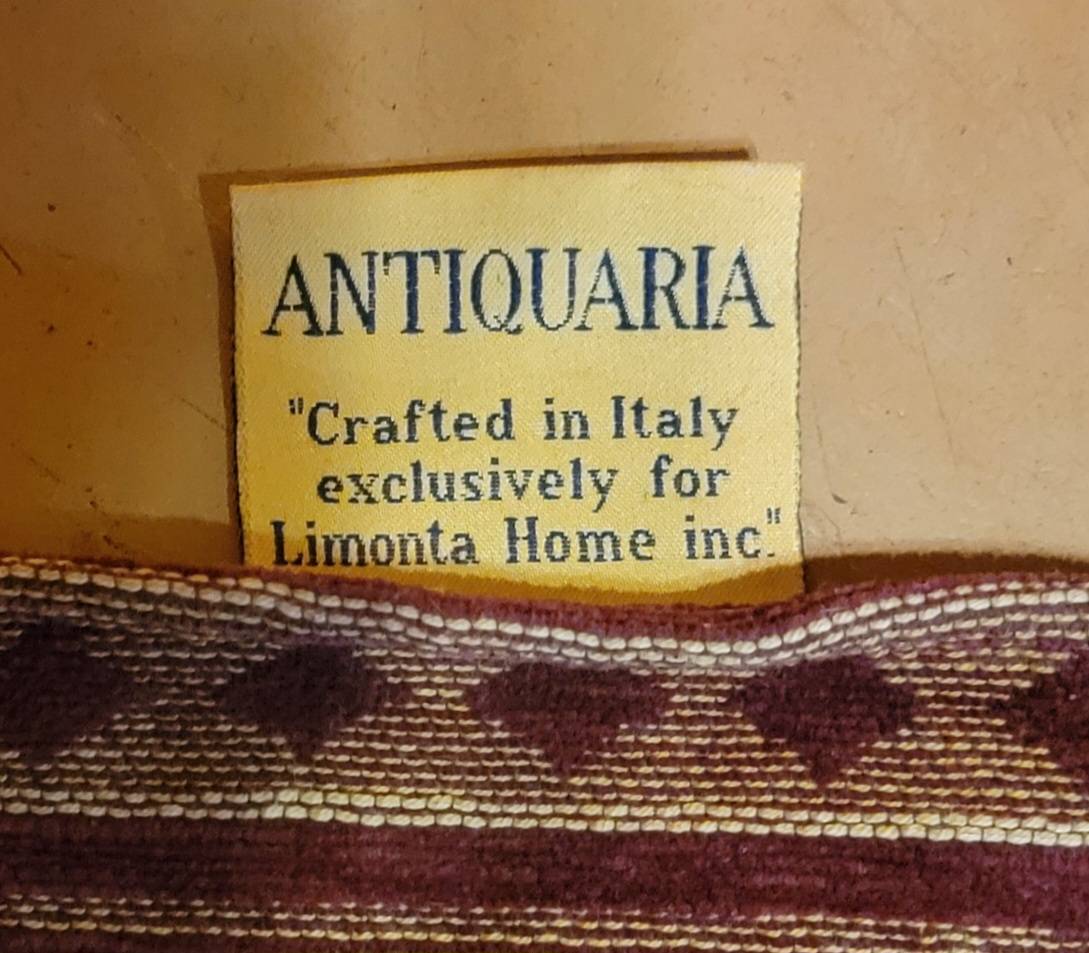 ANTIQUARIA
"Crafted in Italy
exclusively for
Limonta Home inc."